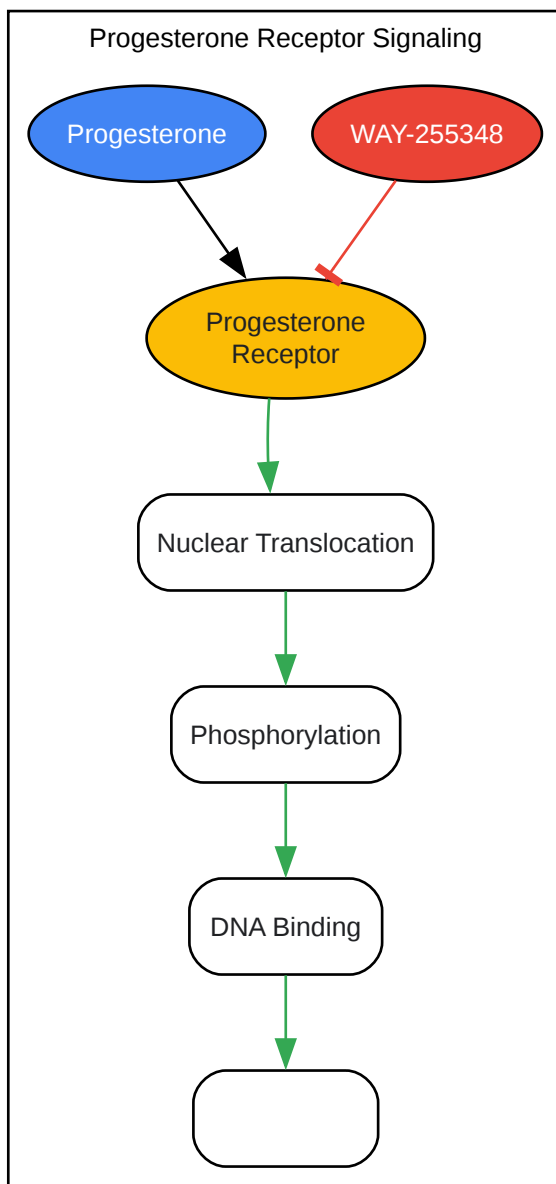 Progesterone Receptor Signaling
Progesterone
WAY-255348
Progesterone
Receptor
Nuclear Translocation
Phosphorylation
DNA Binding